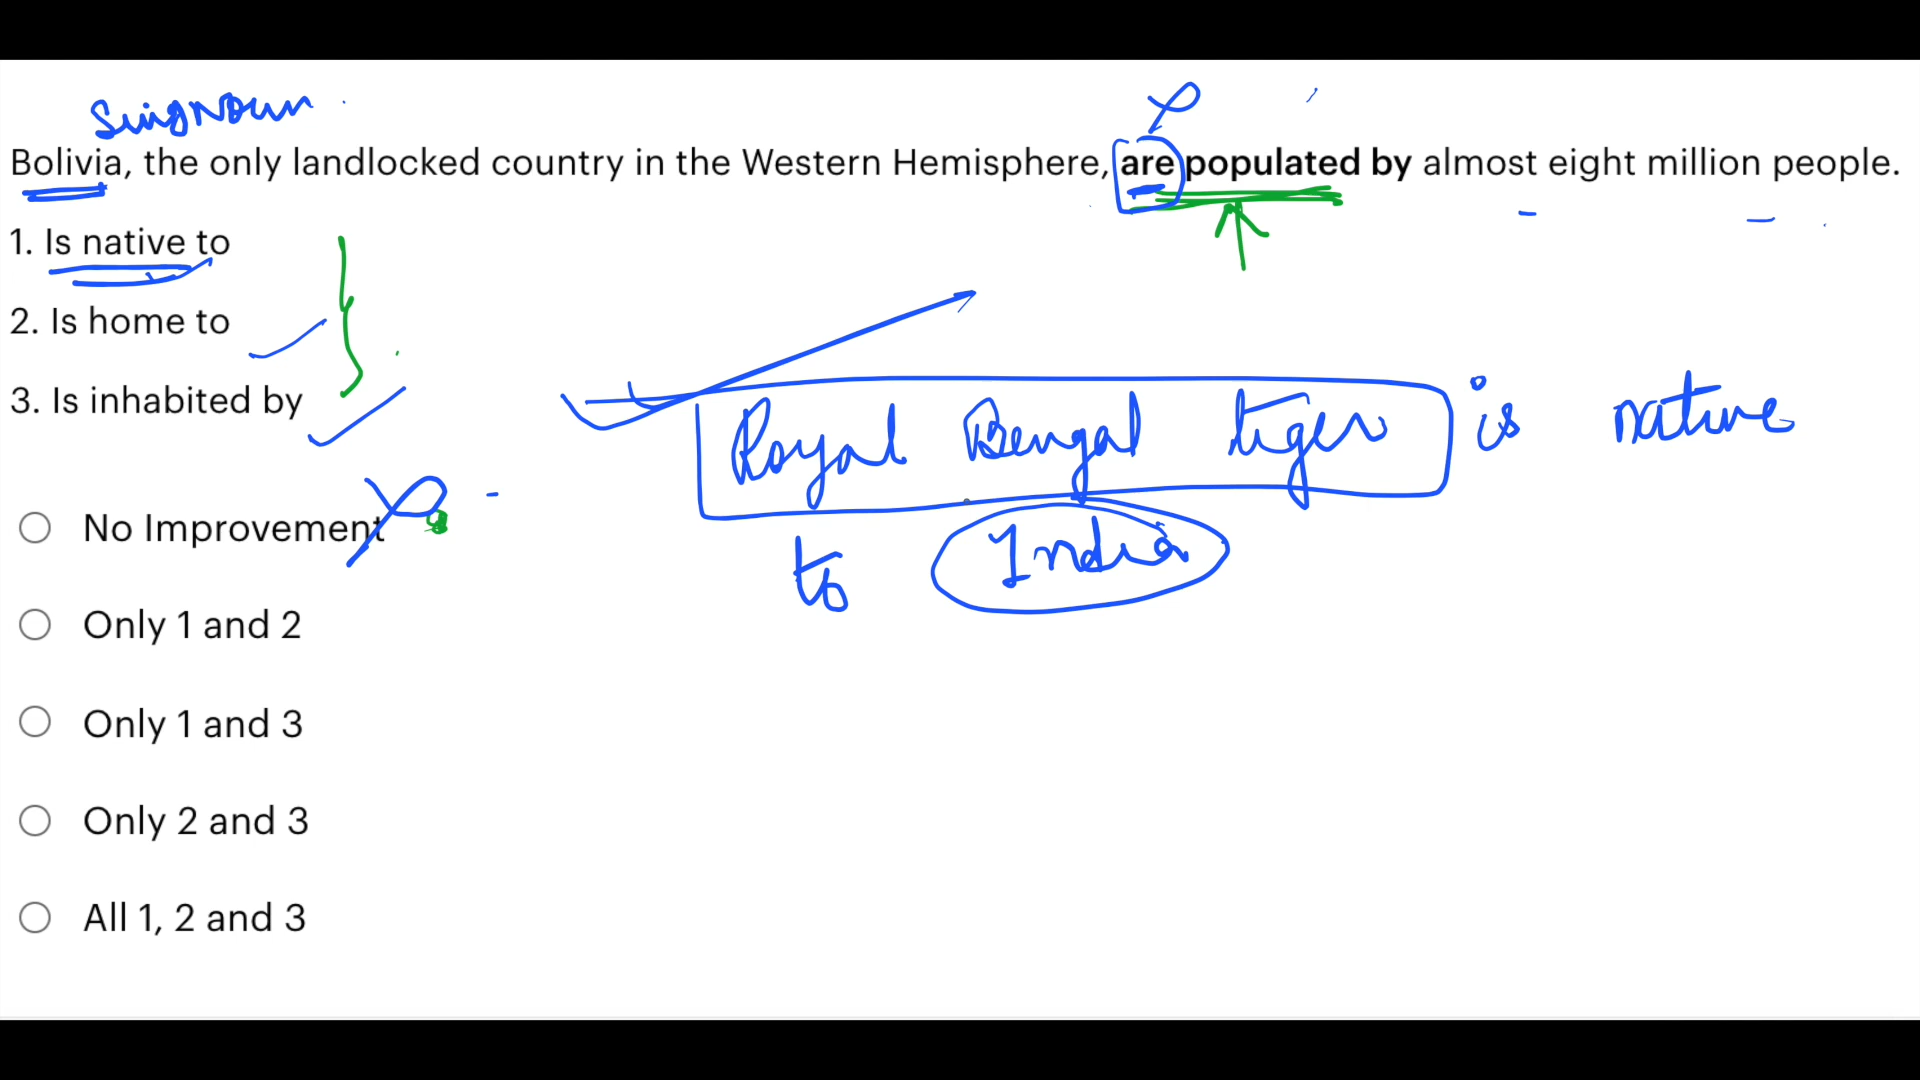 Sing Noun
Bolivia, the only landlocked country in the Western Hemisphere, are populated by almost eight million people.
1. Is native to
2. Is home to
3. Is inhabited by
Royal Bengal tiger is native
to India
No Improvement
Only 1 and 2
Only 1 and 3
Only 2 and 3
All 1, 2 and 3